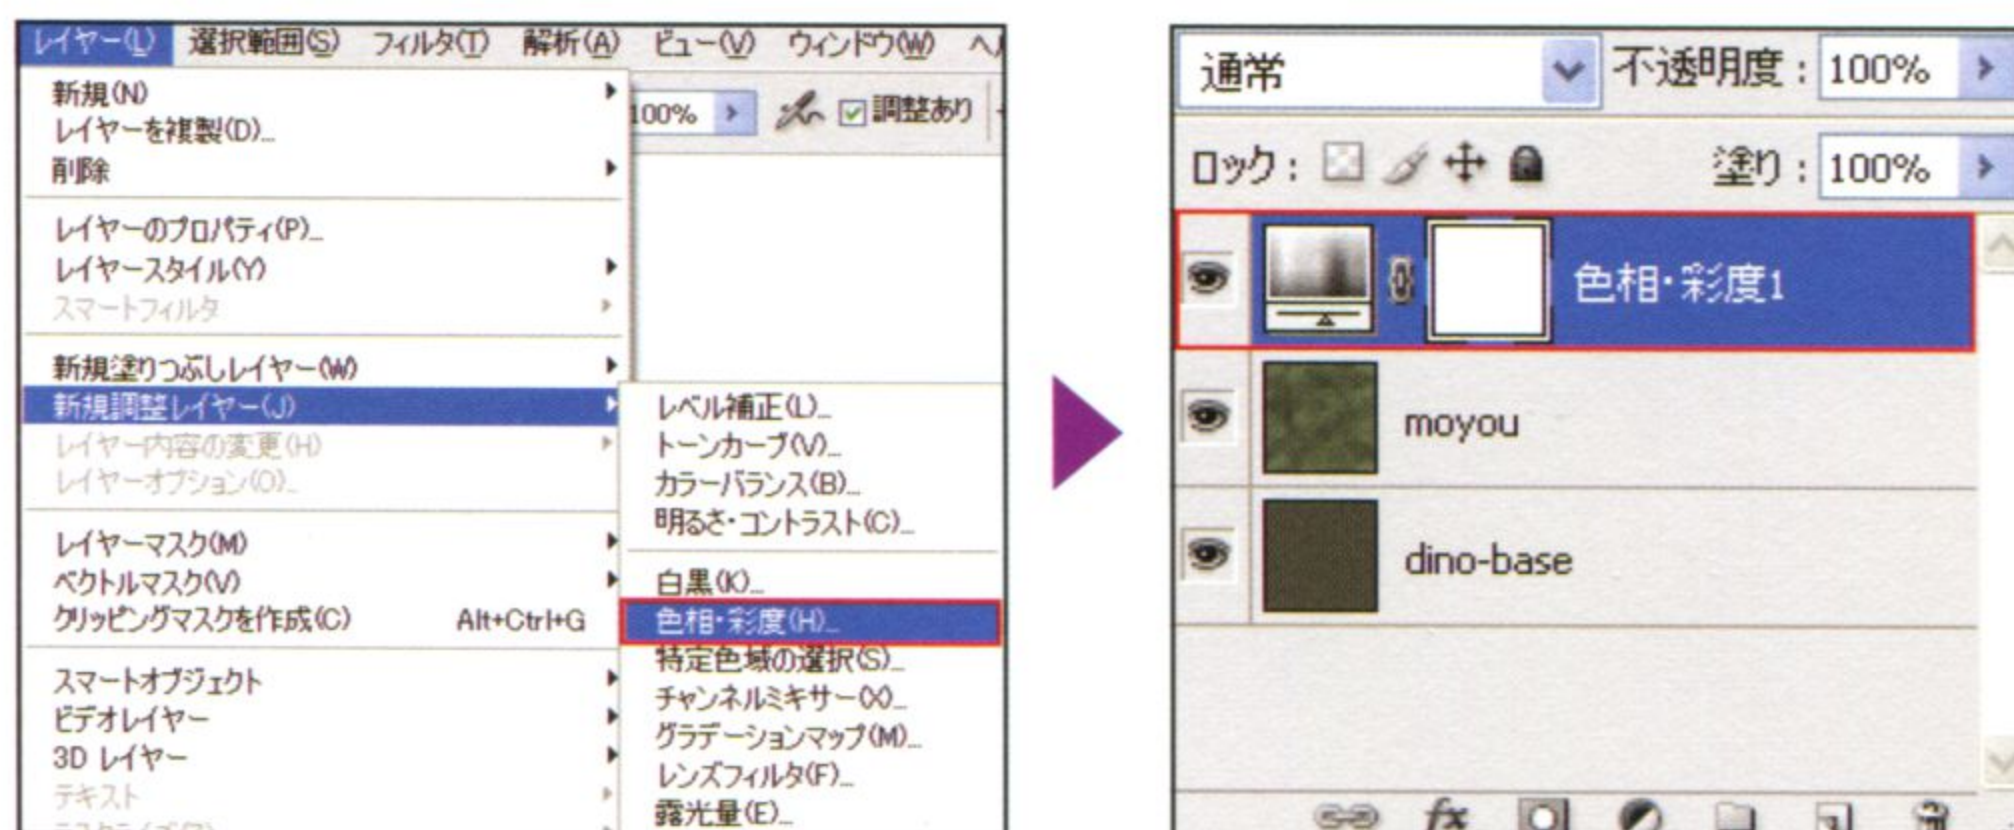 レイヤー(L) 選択範囲(S) フィルタ(T) 解析(A) ビュー(V) ウィンドウ(W)
100% 調整あり
新規(N)
レイヤーを複製(D)...
削除
レイヤーのプロパティ(P)...
レイヤースタイル(Y)
スマートフィルタ
新規塗りつぶしレイヤー(W)
新規調整レイヤー(J)
レイヤー内容の変更(H)
レイヤーオプション(O)...
レイヤーマスク(M)
ベクトルマスク(V)
クリッピングマスクを作成(C) Alt+Ctrl+G
スマートオブジェクト
ビデオレイヤー
3D レイヤー
テキスト
レベル補正(L)...
トーンカーブ(V)...
カラーバランス(B)...
明るさ・コントラスト(C)...
白黒(K)...
色相・彩度(H)...
特定色域の選択(S)...
チャンネルミキサー(X)...
グラデーションマップ(M)...
レンズフィルタ(F)...
露光量(E)...
通常 不透明度: 100%
ロック: 塗り: 100%
色相・彩度1
moyou
dino-base
fx